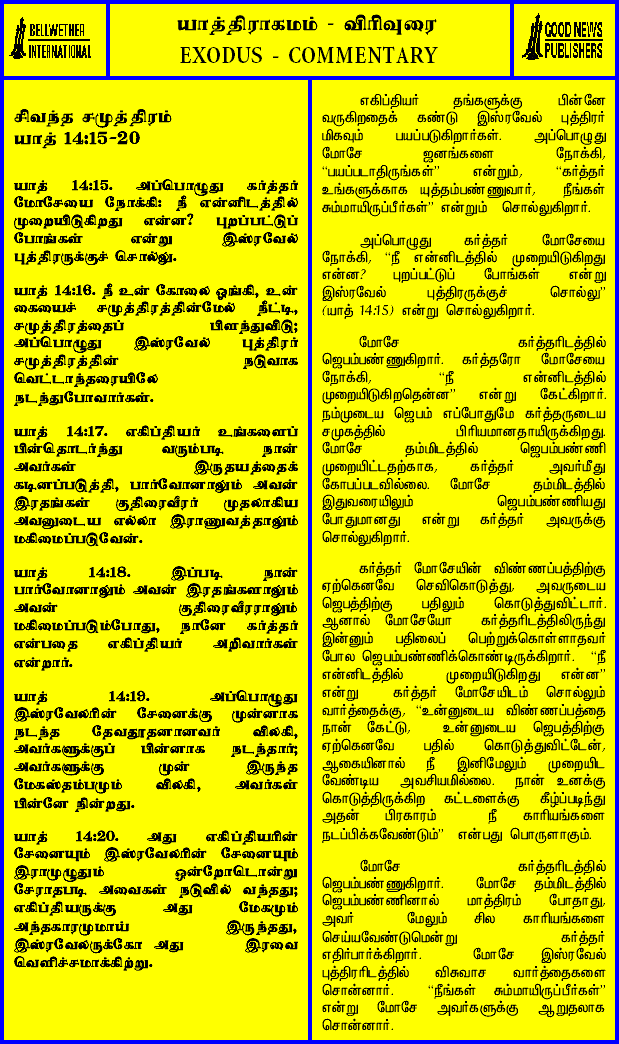 BELLWETHER
INTERNATIONAL
யாத்திராகமம் - விரிவுரை
EXODUS - COMMENTARY
GOOD NEWS
PUBLISHERS
சிவந்த சமுத்திரம்
யாத் 14:15-20
யாத் 14:15. அப்பொழுது கர்த்தர்
மோசேயை நோக்கி: நீ என்னிடத்தில்
முறையிடுகிறது என்ன? புறப்பட்டுப்
போங்கள் என்று இஸ்ரவேல்
புத்திரருக்குச் சொல்லு.
யாத் 14:16. நீ உன் கோலை ஓங்கி, உன்
கையைச் சமுத்திரத்தின்மேல் நீட்டி,
சமுத்திரத்தைப் பிளந்துவிடு;
அப்பொழுது இஸ்ரவேல் புத்திரர்
சமுத்திரத்தின் நடுவாக
வெட்டாந்தரையிலே
நடந்துபோவார்கள்.
யாத் 14:17. எகிப்தியர் உங்களைப்
பின்தொடர்ந்து வரும்படி நான்
அவர்கள் இருதயத்தைக்
கடினப்படுத்தி, பார்வோனாலும் அவன்
இரதங்கள் குதிரைவீரர் முதலாகிய
அவனுடைய எல்லா இராணுவத்தாலும்
மகிமைப்படுவேன்.
யாத் 14:18. இப்படி நான்
பார்வோனாலும் அவன் இரதங்களாலும்
அவன் குதிரைவீரராலும்
மகிமைப்படும்போது, நானே கர்த்தர்
என்பதை எகிப்தியர் அறிவார்கள்
என்றார்.
யாத் 14:19. அப்பொழுது
இஸ்ரவேலரின் சேனைக்கு முன்னாக
நடந்த தேவதூதனானவர் விலகி,
அவர்களுக்குப் பின்னாக நடந்தார்;
அவர்களுக்கு முன் இருந்த
மேகஸ்தம்பமும் விலகி, அவர்கள்
பின்னே நின்றது.
யாத் 14:20. அது எகிப்தியரின்
சேனையும் இஸ்ரவேலரின் சேனையும்
இராமுழுதும் ஒன்றோடொன்று
சேராதபடி அவைகள் நடுவில் வந்தது;
எகிப்தியருக்கு அது மேகமும்
அந்தகாரமுமாய் இருந்தது,
இஸ்ரவேலருக்கோ அது இரவை
வெளிச்சமாக்கிற்று.
எகிப்தியர் தங்களுக்கு பின்னே
வருகிறதைக் கண்டு இஸ்ரவேல் புத்திரர்
மிகவும் பயப்படுகிறார்கள். அப்பொழுது
மோசே ஜனங்களை நோக்கி,
“பயப்படாதிருங்கள்” என்றும், “கர்த்தர்
உங்களுக்காக யுத்தம்பண்ணுவார், நீங்கள்
சும்மாயிருப்பீர்கள்” என்றும் சொல்லுகிறார்.
அப்பொழுது கர்த்தர் மோசேயை
நோக்கி, “நீ என்னிடத்தில் முறையிடுகிறது
என்ன? புறப்பட்டுப் போங்கள் என்று
இஸ்ரவேல் புத்திரருக்குச் சொல்லு”
(யாத் 14:15) என்று சொல்லுகிறார்.
மோசே கர்த்தரிடத்தில்
ஜெபம்பண்ணுகிறார். கர்த்தரோ மோசேயை
நோக்கி, “நீ என்னிடத்தில்
முறையிடுகிறதென்ன” என்று கேட்கிறார்.
நம்முடைய ஜெபம் எப்போதுமே கர்த்தருடைய
சமுகத்தில் பிரியமானதாயிருக்கிறது.
மோசே தம்மிடத்தில் ஜெபம்பண்ணி
முறையிட்டதற்காக, கர்த்தர் அவர்மீது
கோபப்படவில்லை. மோசே தம்மிடத்தில்
இதுவரையிலும் ஜெபம்பண்ணியது
போதுமானது என்று கர்த்தர் அவருக்கு
சொல்லுகிறார்.
கர்த்தர் மோசேயின் விண்ணப்பத்திற்கு
ஏற்கெனவே செவிகொடுத்து, அவருடைய
ஜெபத்திற்கு பதிலும் கொடுத்துவிட்டார்.
ஆனால் மோசேயோ கர்த்தரிடத்திலிருந்து
இன்னும் பதிலைப் பெற்றுக்கொள்ளாதவர்
போல ஜெபம்பண்ணிக்கொண்டிருக்கிறார். “நீ
என்னிடத்தில் முறையிடுகிறது என்ன”
என்று கர்த்தர் மோசேயிடம் சொல்லும்
வார்த்தைக்கு, “உன்னுடைய விண்ணப்பத்தை
நான் கேட்டு, உன்னுடைய ஜெபத்திற்கு
ஏற்கெனவே பதில் கொடுத்துவிட்டேன்,
ஆகையினால் நீ இனிமேலும் முறையிட
வேண்டிய அவசியமில்லை. நான் உனக்கு
கொடுத்திருக்கிற கட்டளைக்கு கீழ்ப்படிந்து
அதன் பிரகாரம் நீ காரியங்களை
நடப்பிக்கவேண்டும்” என்பது பொருளாகும்.
மோசே கர்த்தரிடத்தில்
ஜெபம்பண்ணுகிறார். மோசே தம்மிடத்தில்
ஜெபம்பண்ணினால் மாத்திரம் போதாது,
அவர் மேலும் சில காரியங்களை
செய்யவேண்டுமென்று கர்த்தர்
எதிர்பார்க்கிறார். மோசே இஸ்ரவேல்
புத்திரரிடத்தில் விசுவாச வார்த்தைகளை
சொன்னார். “நீங்கள் சும்மாயிருப்பீர்கள்”
என்று மோசே அவர்களுக்கு ஆறுதலாக
சொன்னார்.